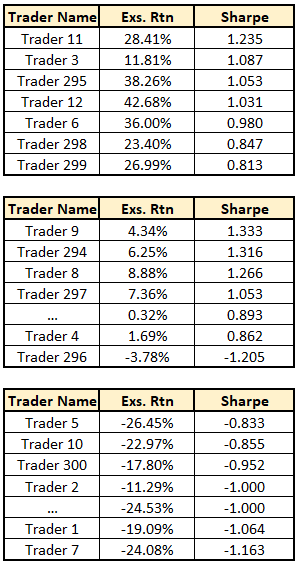 Trader Name Exs. Rtn Sharpe
Trader 11 28.41% 1.235
Trader 3 11.81% 1.087
Trader 295 38.26% 1.053
Trader 12 42.68% 1.031
Trader 6 36.00% 0.980
Trader 298 23.40% 0.847
Trader 299 26.99% 0.813
Trader Name Exs. Rtn Sharpe
Trader 9 4.34% 1.333
Trader 294 6.25% 1.316
Trader 8 8.88% 1.266
Trader 297 7.36% 1.053
... 0.32% 0.893
Trader 4 1.69% 0.862
Trader 296 -3.78% -1.205
Trader Name Exs. Rtn Sharpe
Trader 5 -26.45% -0.833
Trader 10 -22.97% -0.855
Trader 300 -17.80% -0.952
Trader 2 -11.29% -1.000
... -24.53% -1.000
Trader 1 -19.09% -1.064
Trader 7 -24.08% -1.163